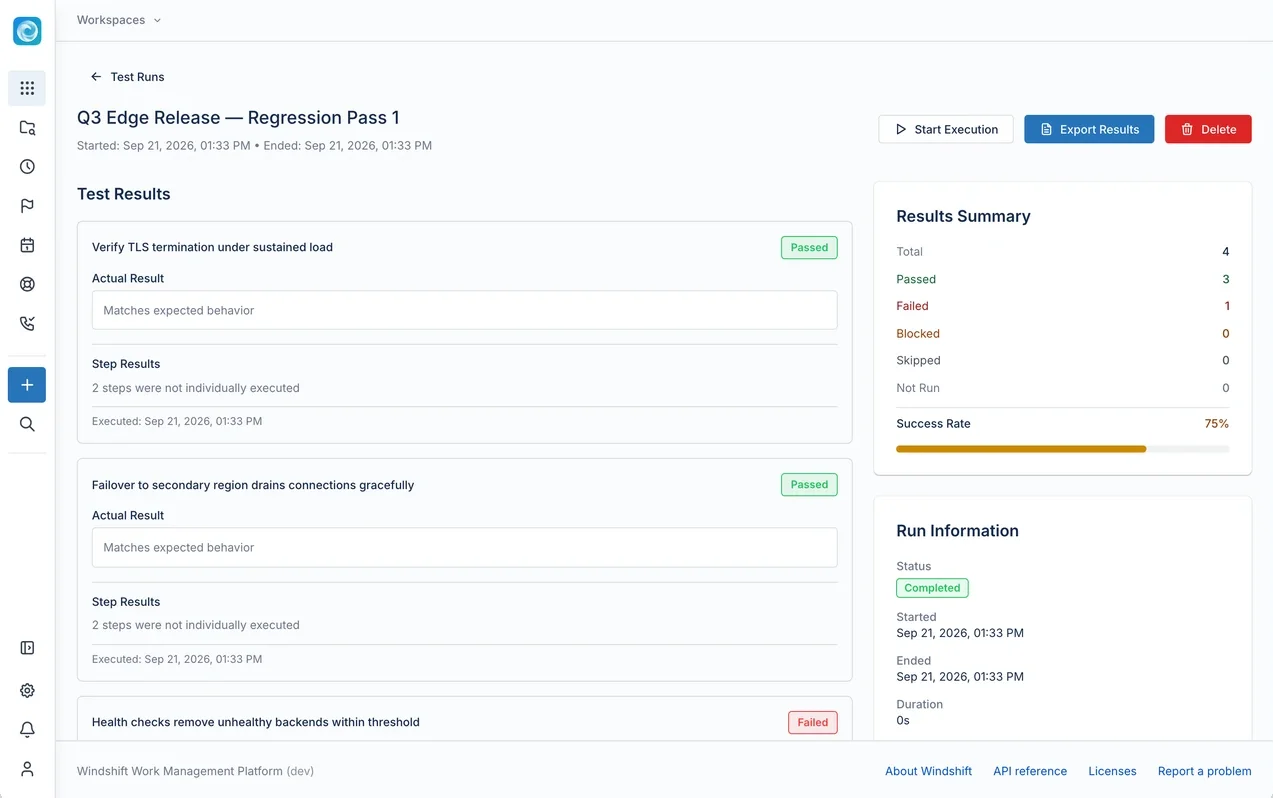 Workspaces
Test Runs
Q3 Edge Release — Regression Pass 1
Started: Sep 21, 2026, 01:33 PM • Ended: Sep 21, 2026, 01:33 PM
Start Execution
Export Results
Delete
Test Results
Verify TLS termination under sustained load
Passed
Actual Result
Matches expected behavior
Step Results
2 steps were not individually executed
Executed: Sep 21, 2026, 01:33 PM
Failover to secondary region drains connections gracefully
Passed
Actual Result
Matches expected behavior
Step Results
2 steps were not individually executed
Executed: Sep 21, 2026, 01:33 PM
Health checks remove unhealthy backends within threshold
Failed
Results Summary
Total 4
Passed 3
Failed 1
Blocked 0
Skipped 0
Not Run 0
Success Rate 75%
Run Information
Status
Completed
Started
Sep 21, 2026, 01:33 PM
Ended
Sep 21, 2026, 01:33 PM
Duration
0s
Windshift Work Management Platform (dev)
About Windshift
API reference
Licenses
Report a problem